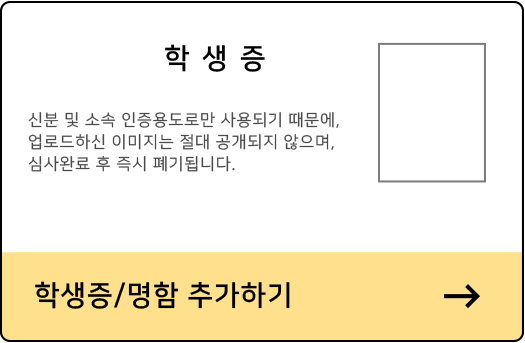 학 생 증
신분 및 소속 인증용도로만 사용되기 때문에,
업로드하신 이미지는 절대 공개되지 않으며,
심사완료 후 즉시 폐기됩니다.
학생증/명함 추가하기 →